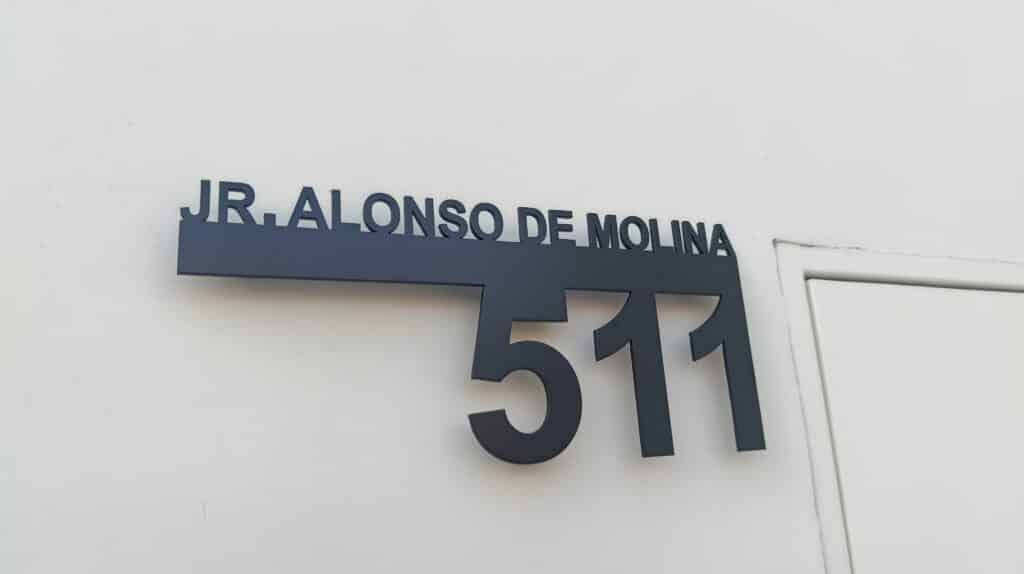 JR. ALONSO DE MOLINA
511